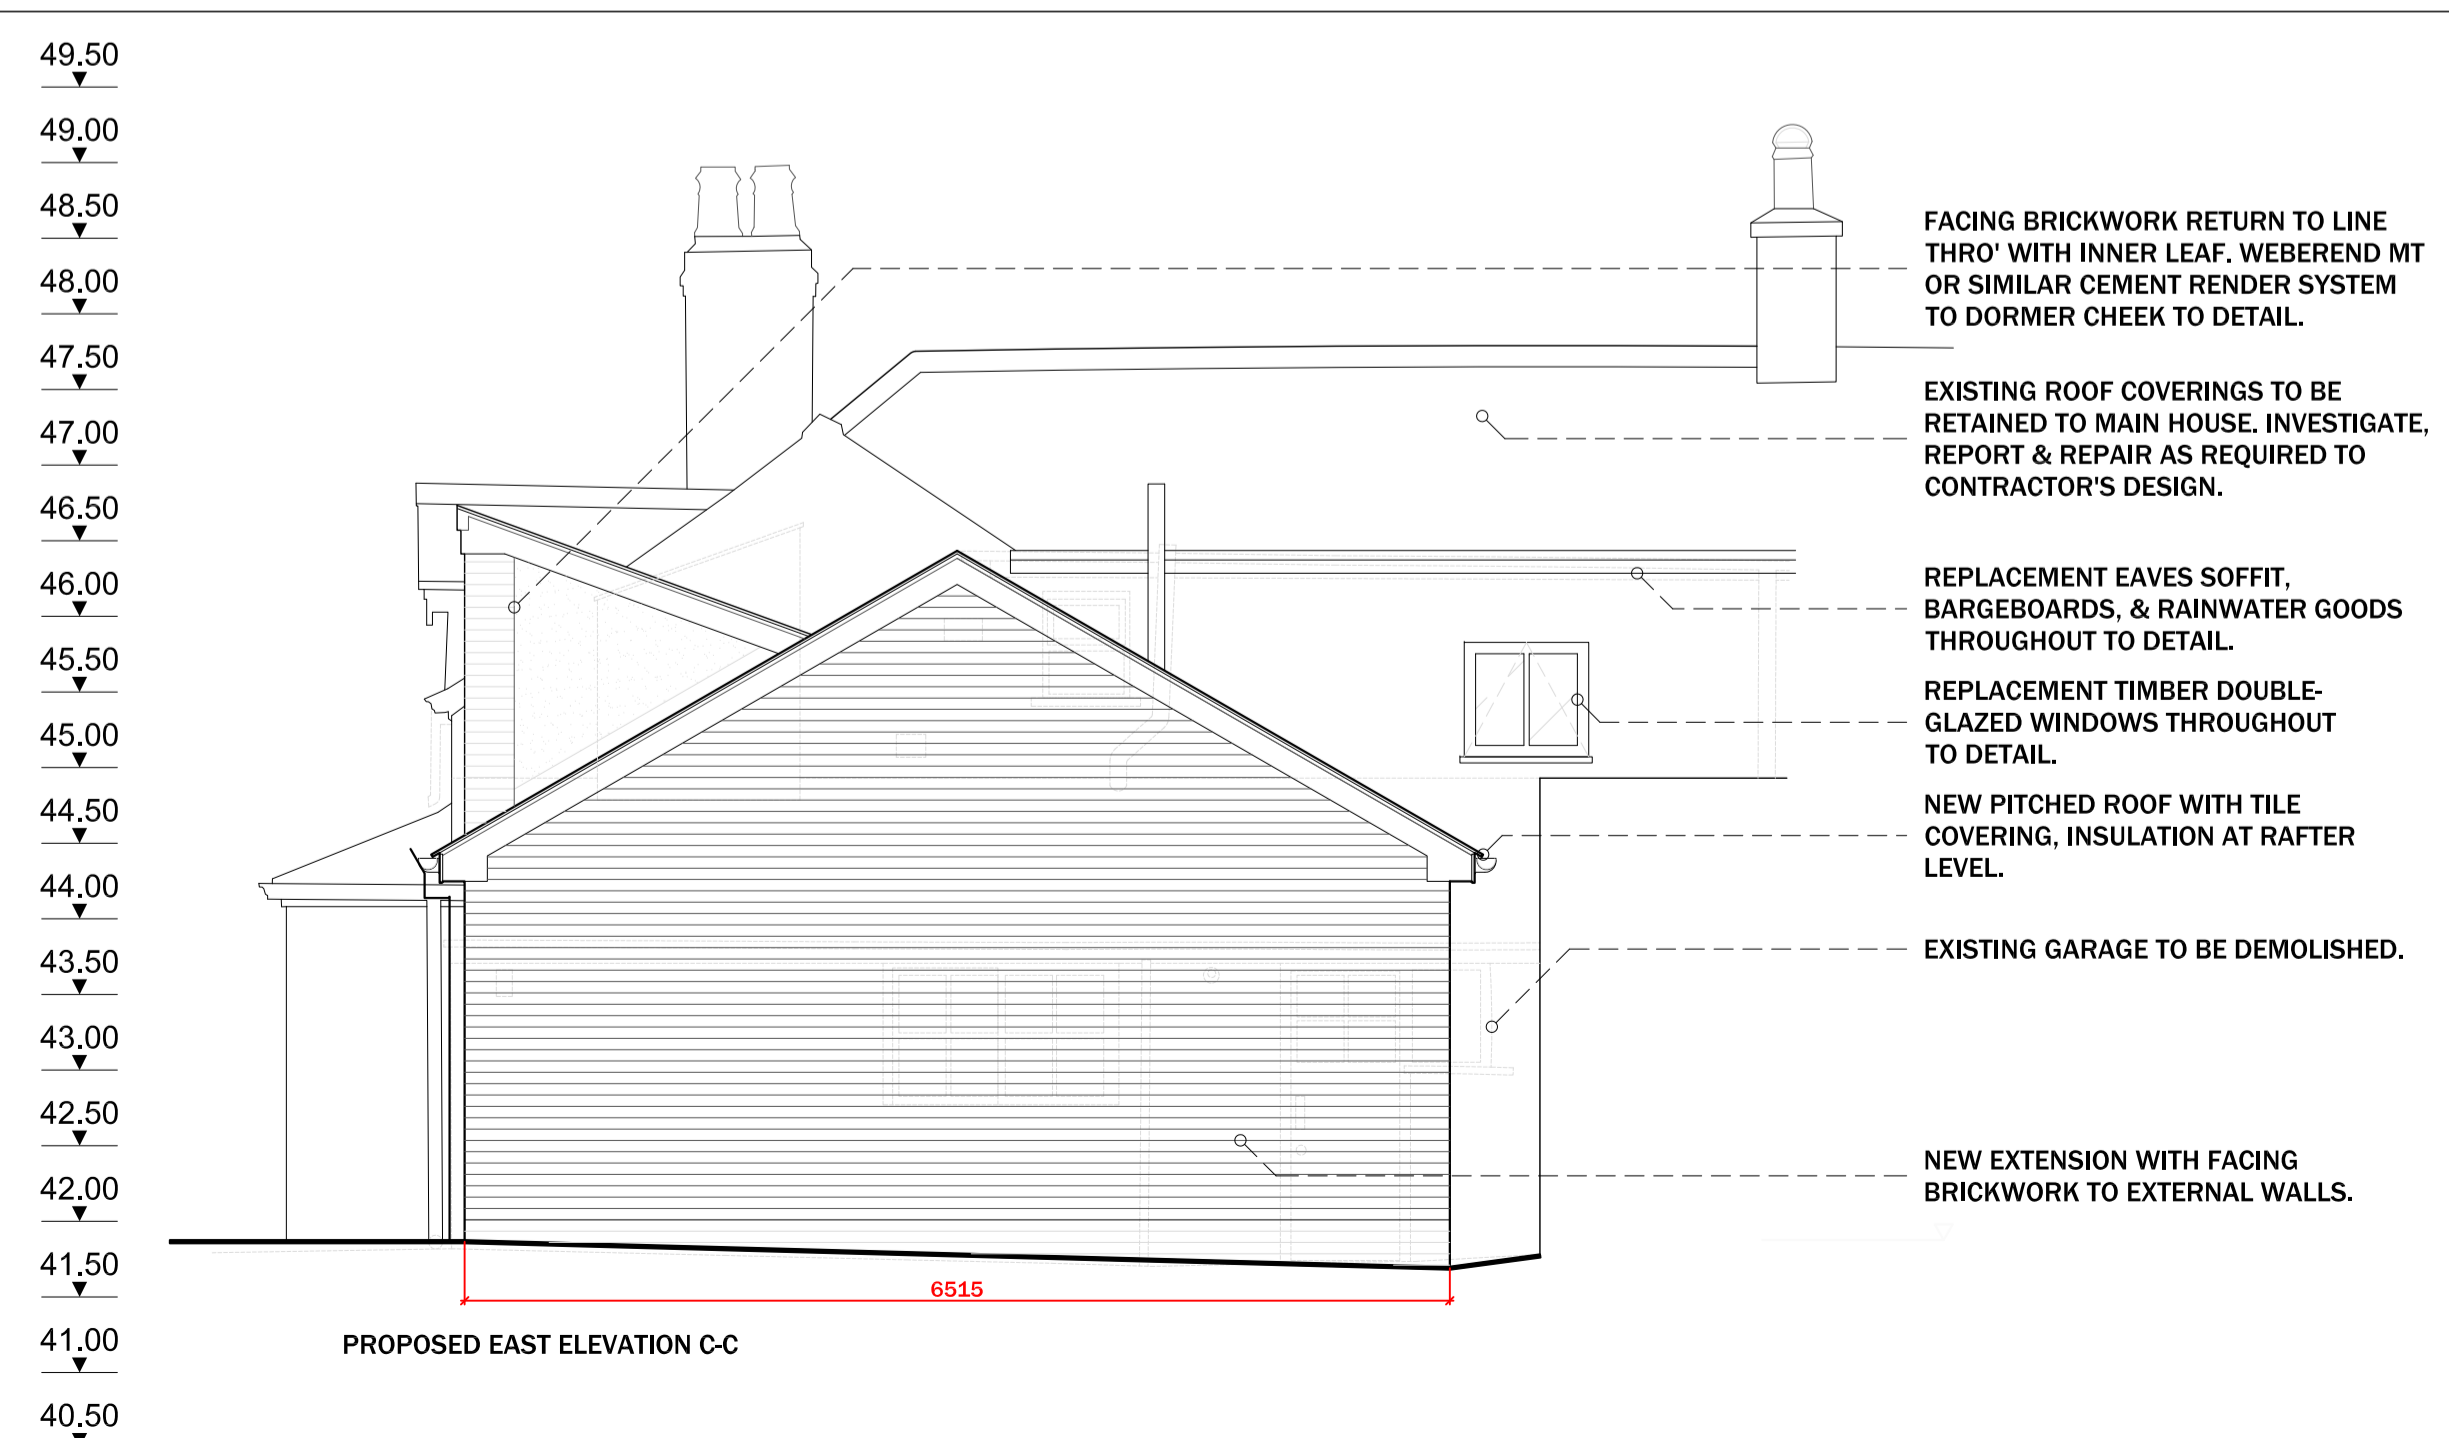 49.50
49.00
48.50
48.00
47.50
47.00
46.50
46.00
45.50
45.00
44.50
44.00
43.50
43.00
42.50
42.00
41.50
41.00
40.50
FACING BRICKWORK RETURN TO LINE
THRO' WITH INNER LEAF. WEBEREND MT
OR SIMILAR CEMENT RENDER SYSTEM
TO DORMER CHEEK TO DETAIL.
EXISTING ROOF COVERINGS TO BE
RETAINED TO MAIN HOUSE. INVESTIGATE,
REPORT & REPAIR AS REQUIRED TO
CONTRACTOR'S DESIGN.
REPLACEMENT EAVES SOFFIT,
BARGEBOARDS, & RAINWATER GOODS
THROUGHOUT TO DETAIL.
REPLACEMENT TIMBER DOUBLE-
GLAZED WINDOWS THROUGHOUT
TO DETAIL.
NEW PITCHED ROOF WITH TILE
COVERING, INSULATION AT RAFTER
LEVEL.
EXISTING GARAGE TO BE DEMOLISHED.
NEW EXTENSION WITH FACING
BRICKWORK TO EXTERNAL WALLS.
6515
PROPOSED EAST ELEVATION C-C